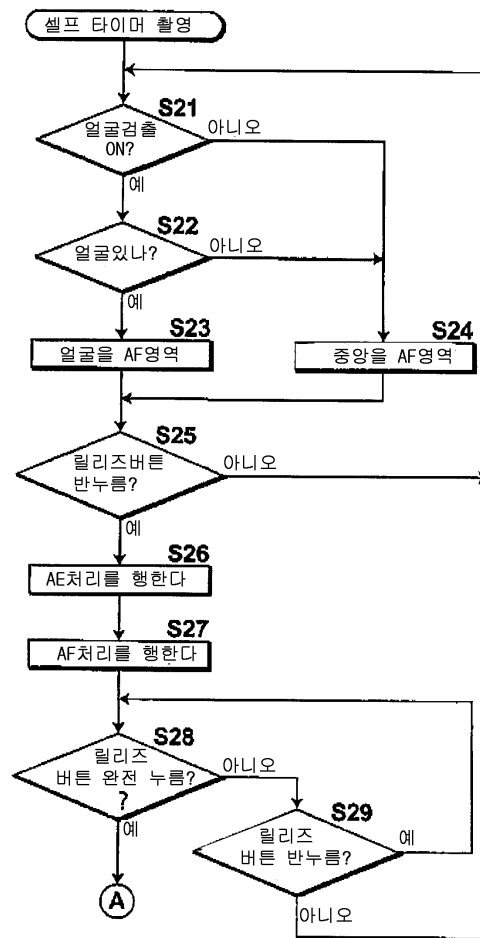 셀프 타이머 촬영
S21
얼굴검출
ON?
아니오
예
S22
얼굴있나?
아니오
예
S23
얼굴을 AF영역
S24
중앙을 AF영역
S25
릴리즈버튼
반누름?
아니오
예
S26
AE처리를 행한다
S27
AF처리를 행한다
S28
릴리즈
버튼 완전 누름?
?
아니오
예
S29
릴리즈
버튼 반누름?
예
아니오
A